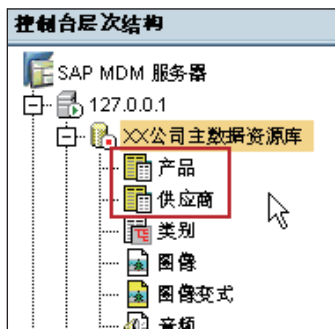 控制台层次结构
SAP MDM 服务器
127.0.0.1
XX公司主数据资源库
产品
供应商
类别
图像
图像变式
音频